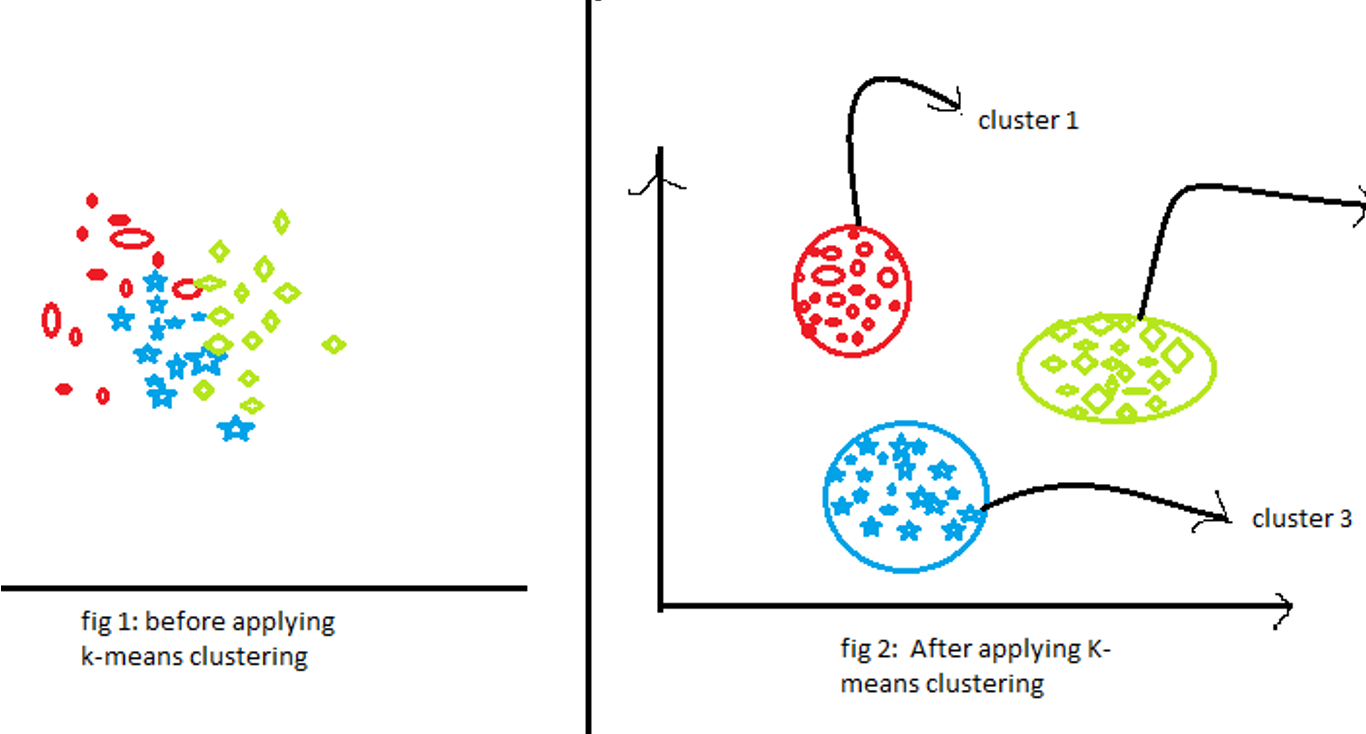 cluster 1
cluster 3
fig 1: before applying
k-means clustering
fig 2: After applying K-
means clustering